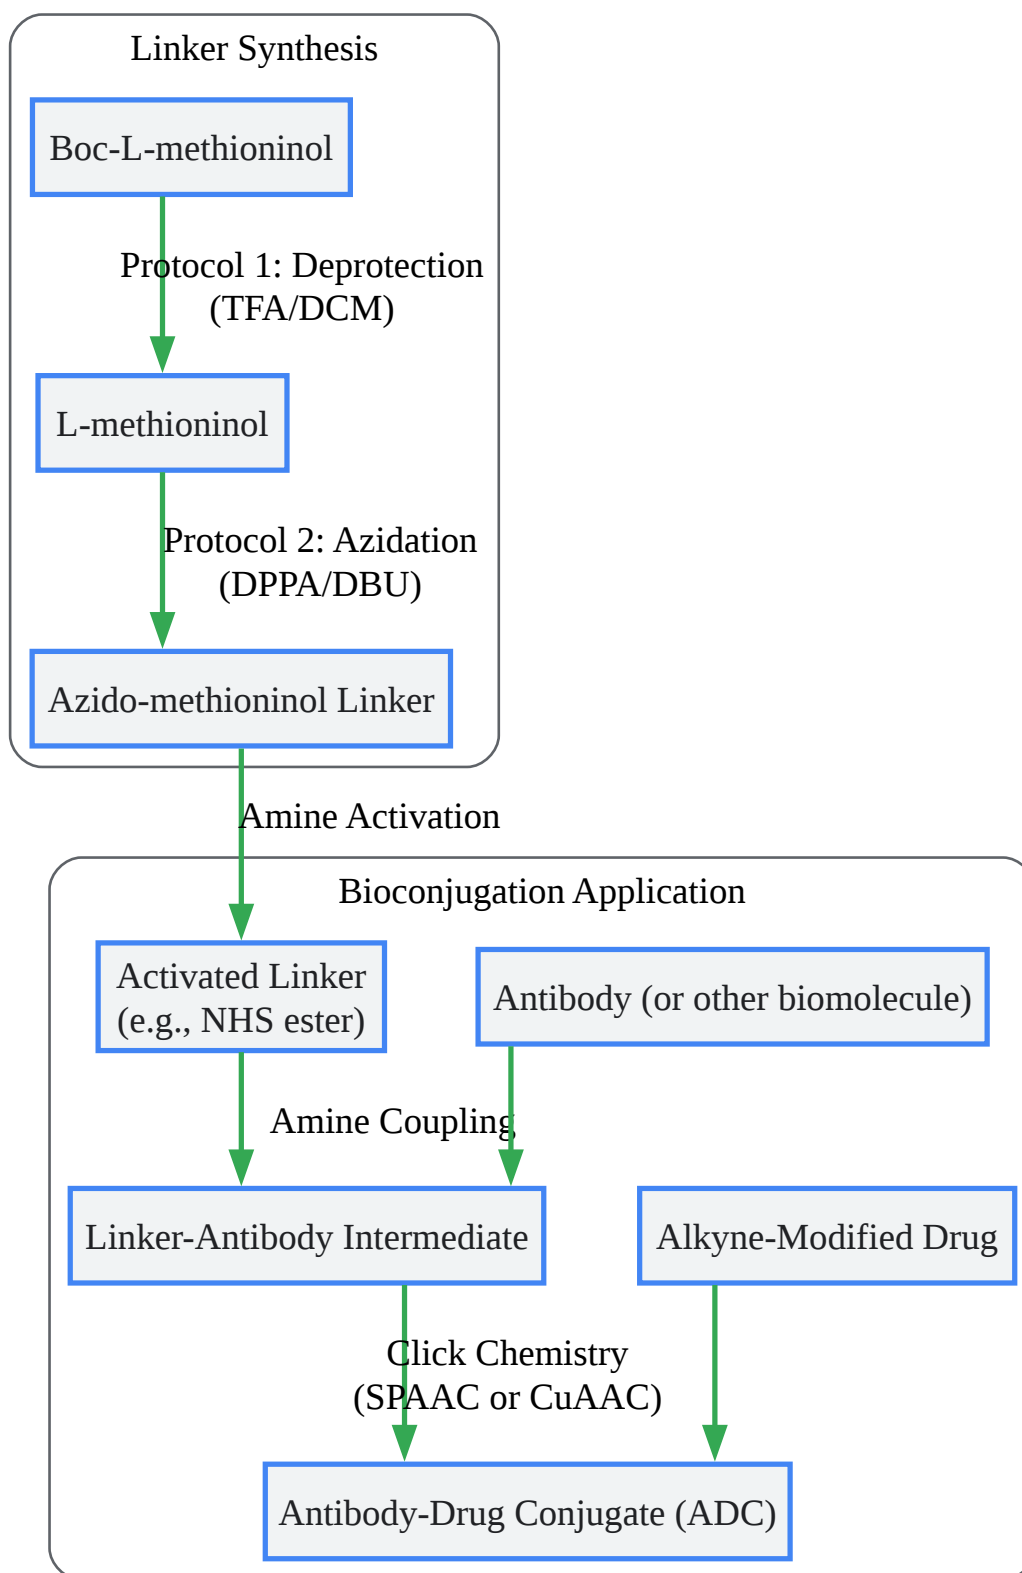 Linker Synthesis
Boc-L-methioninol
Protocol 1: Deprotection
(TFA/DCM)
L-methioninol
Protocol 2: Azidation
(DPPA/DBU)
Azido-methioninol Linker
Amine Activation
Bioconjugation Application
Activated Linker
(e.g., NHS ester)
Antibody (or other biomolecule)
Amine Coupling
Linker-Antibody Intermediate
Alkyne-Modified Drug
Click Chemistry
(SPAAC or CuAAC)
Antibody-Drug Conjugate (ADC)